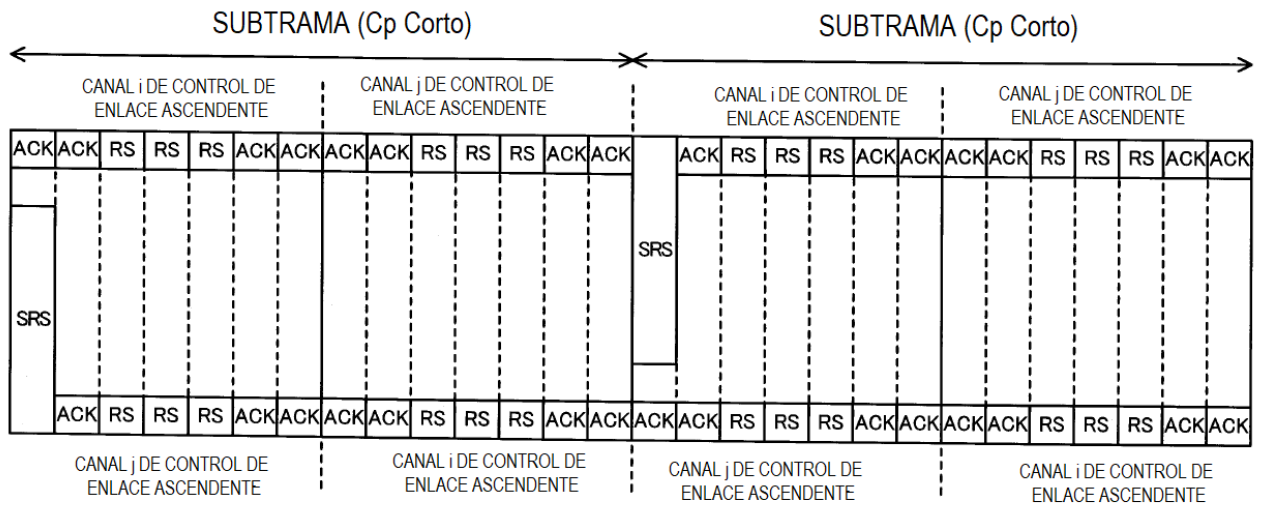 SUBTRAMA (Cp Corto) SUBTRAMA (Cp Corto)
CANAL i DE CONTROL DE CANAL j DE CONTROL DE CANAL i DE CONTROL DE CANAL j DE CONTROL DE
ENLACE ASCENDENTE ENLACE ASCENDENTE ENLACE ASCENDENTE ENLACE ASCENDENTE
ACK ACK RS RS RS ACK ACK ACK ACK RS RS RS ACK ACK ACK RS RS RS ACK ACK ACK ACK RS RS RS ACK ACK
SRS
SRS
ACK RS RS RS ACK ACK ACK ACK RS RS RS ACK ACK ACK ACK RS RS RS ACK ACK ACK ACK RS RS RS ACK ACK
CANAL j DE CONTROL DE CANAL i DE CONTROL DE CANAL j DE CONTROL DE CANAL i DE CONTROL DE
ENLACE ASCENDENTE ENLACE ASCENDENTE ENLACE ASCENDENTE ENLACE ASCENDENTE